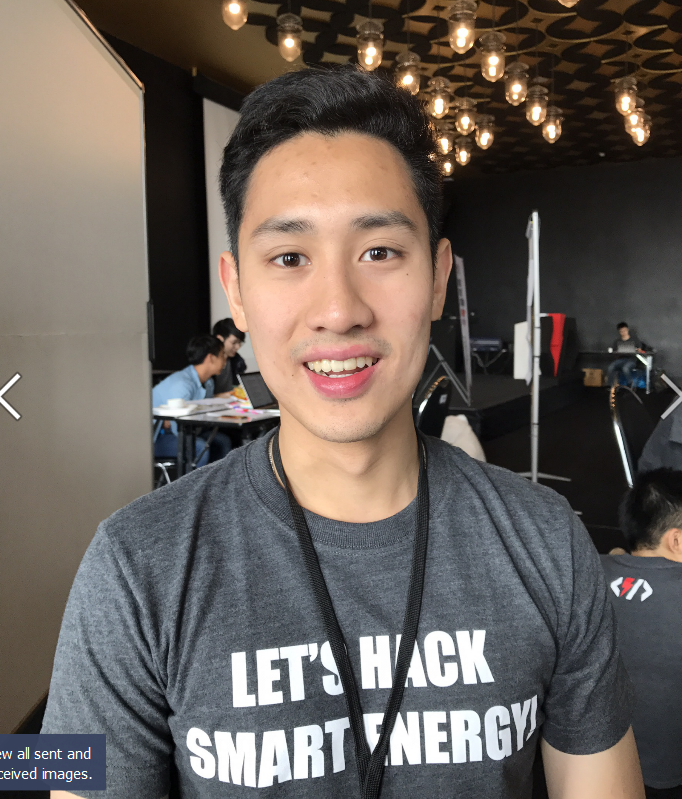 LET'S HACK
SMART ENERGY!
ew all sent and
ceived images.